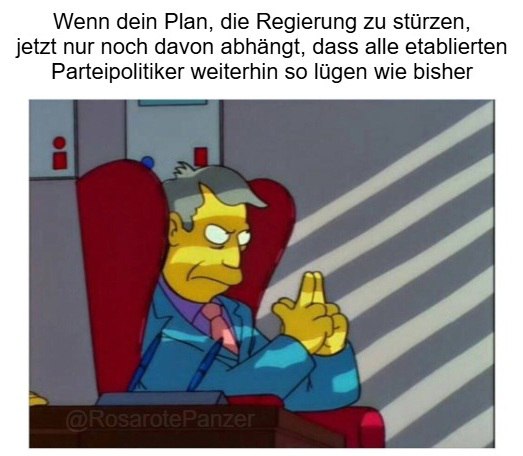 Wenn dein Plan, die Regierung zu stürzen,
jetzt nur noch davon abhängt, dass alle etablierten
Parteipolitiker weiterhin so lügen wie bisher
@RosarotePanzer